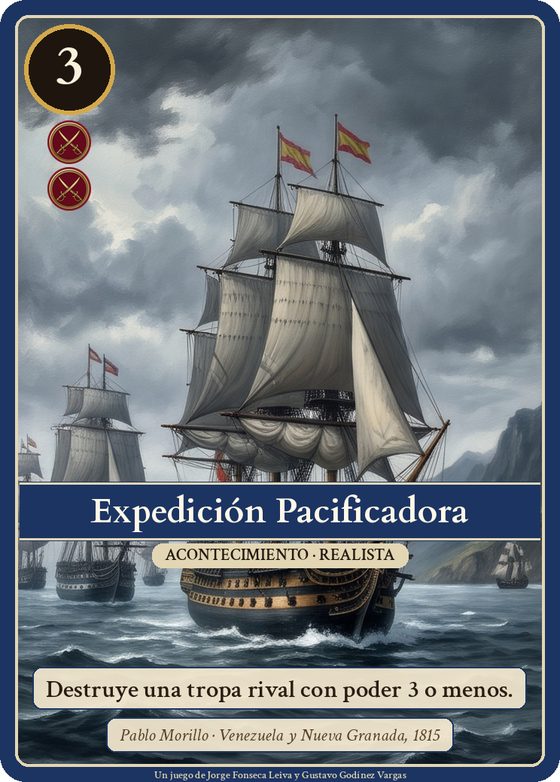 3
Expedición Pacificadora
ACONTECIMIENTO · REALISTA
Destruye una tropa rival con poder 3 o menos.
Pablo Morillo · Venezuela y Nueva Granada, 1815
Un juego de Jorge Fonseca Leiva y Gustavo Godínez Vargas